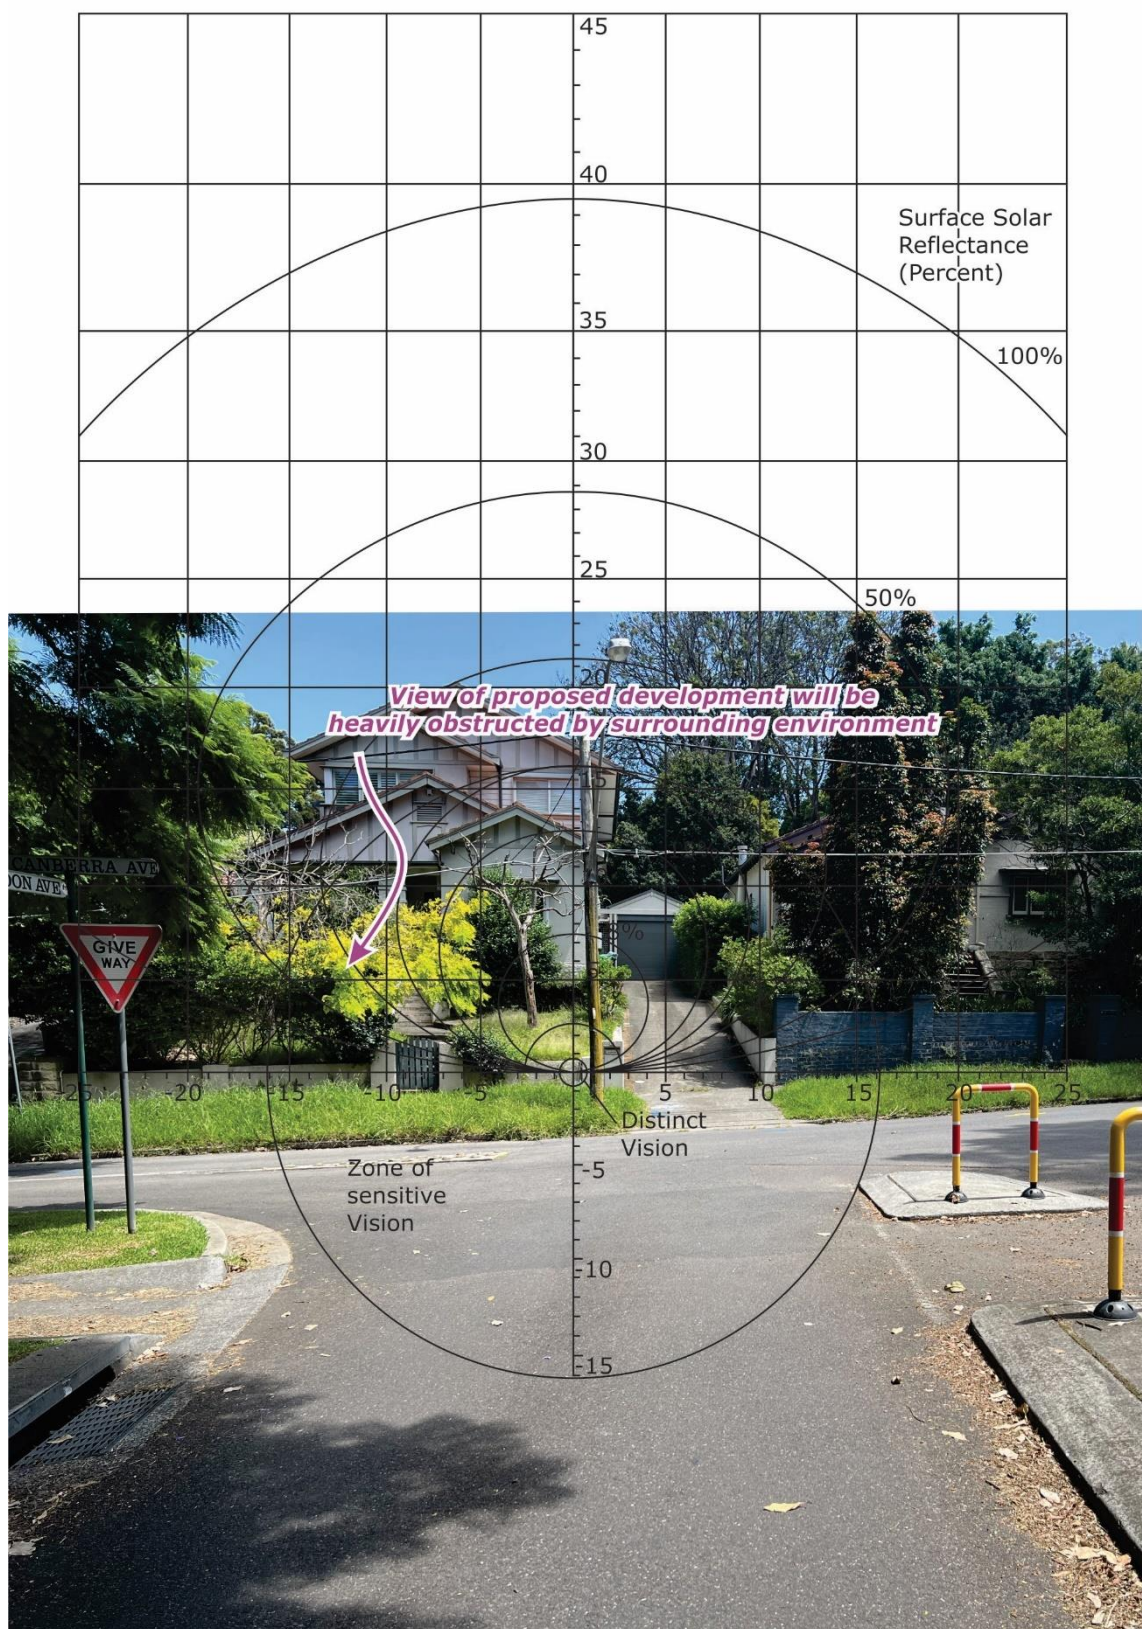 45
40
Surface Solar
Reflectance
(Percent)
35
100%
30
25
50%
20
View of proposed development will be
heavily obstructed by surrounding environment
CANBERRA AVE
DON AVE
GIVE
WAY
-25 -20 -15 -10 -5 5 10 15 20 25
Distinct
Vision
Zone of
sensitive
Vision
-5
-10
-15